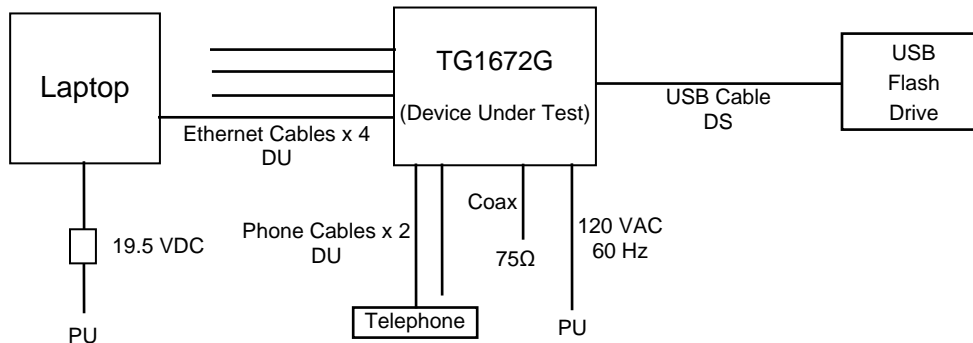 Laptop
TG1672G
(Device Under Test)
USB
Flash
Drive
USB Cable
DS
Ethernet Cables x 4
DU
19.5 VDC
PU
Phone Cables x 2
DU
Telephone
Coax
75Ω
120 VAC
60 Hz
PU